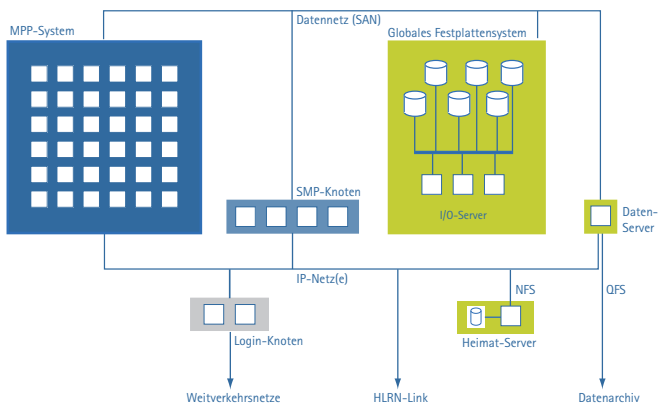 Datennetz (SAN)
MPP-System
Globales Festplattensystem
SMP-Knoten
I/O-Server
Daten-
Server
IP-Netz(e)
NFS
QFS
Login-Knoten
Heimat-Server
Weitverkehrsnetze
HLRN-Link
Datenarchiv